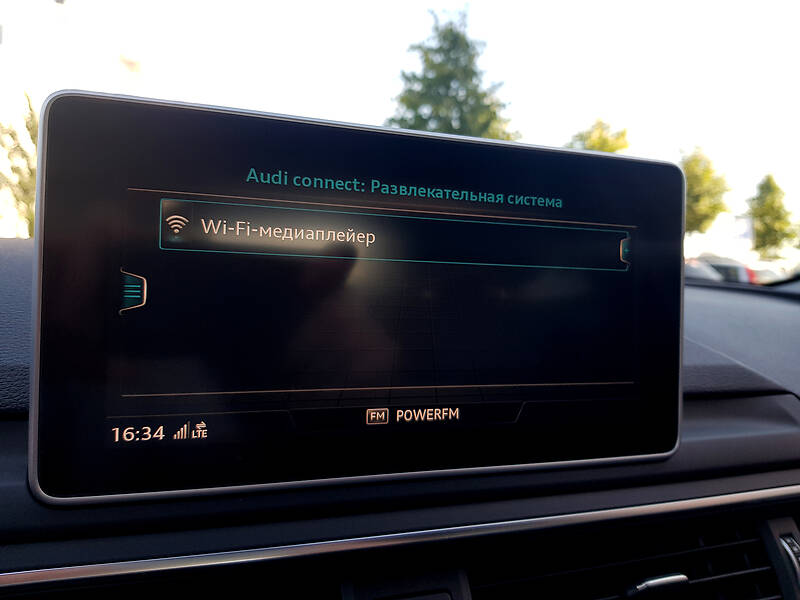 Audi connect: Развлекательная система
Wi-Fi-медиаплейер
FM POWERFM
16:34 LTE